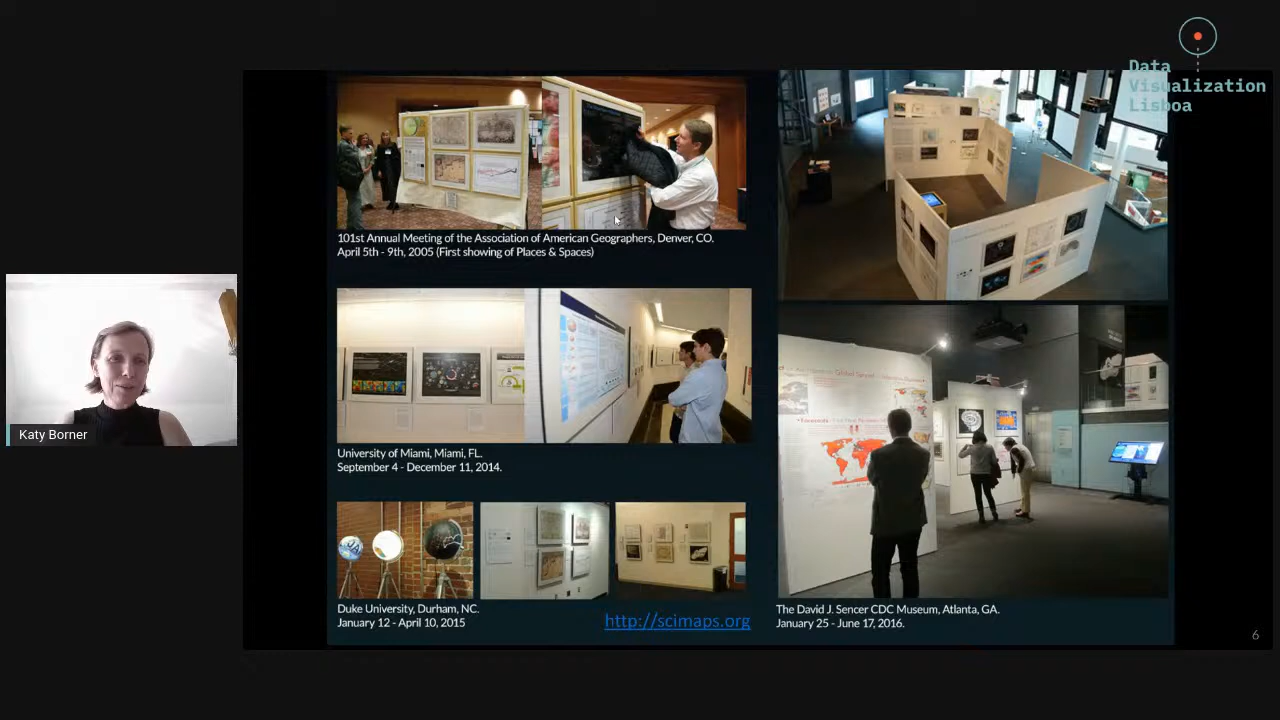 Data
Visualization
Lisboa
101st Annual Meeting of the Association of American Geographers, Denver, CO.
April 5th - 9th, 2005 (First showing of Places & Spaces)
University of Miami, Miami, FL.
September 4 - December 11, 2014.
Duke University, Durham, NC.
January 12 - April 10, 2015
http://scimaps.org
The David J. Sencer CDC Museum, Atlanta, GA.
January 25 - June 17, 2016.
6
Katy Borner